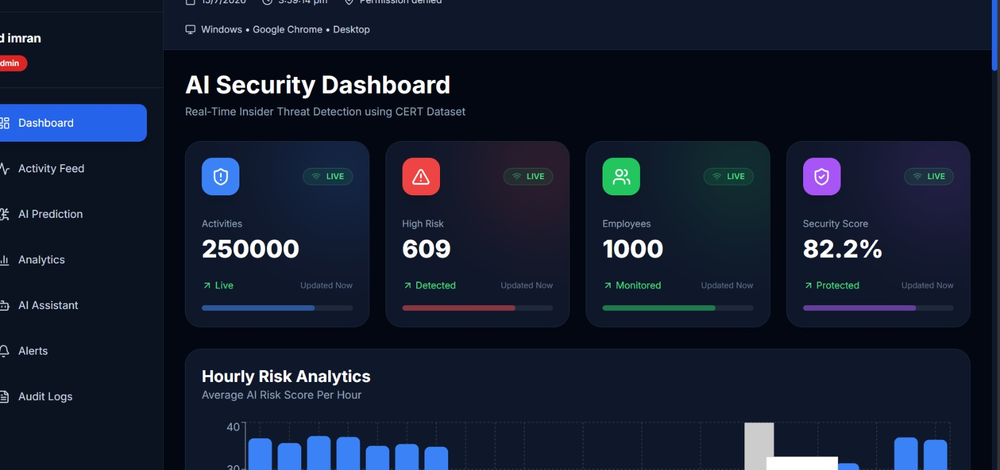 15/7/2026 3:59:14 pm Permission denied
Windows • Google Chrome • Desktop
d imran
dmin
Dashboard
Activity Feed
AI Prediction
Analytics
AI Assistant
Alerts
Audit Logs
AI Security Dashboard
Real-Time Insider Threat Detection using CERT Dataset
LIVE
Activities
250000
Live Updated Now
LIVE
High Risk
609
Detected Updated Now
LIVE
Employees
1000
Monitored Updated Now
LIVE
Security Score
82.2%
Protected Updated Now
Hourly Risk Analytics
Average AI Risk Score Per Hour
40
30